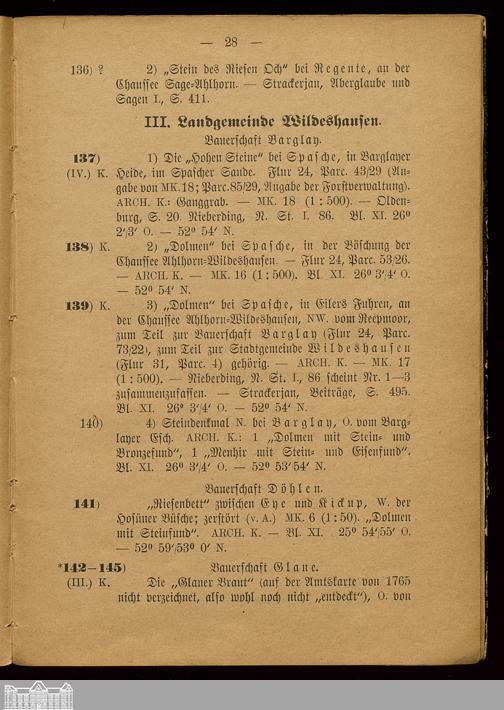 — 28 —
136) ? 2) „Stein des Riesen Och“ bei Regente, an der
Chaussee Sage-Ahlhorn. — Strackerjan, Aberglaube und
Sagen I., S. 411.
III. Landgemeinde Wildeshausen.
Bauerschaft Barglay.
137) 1) Die „Hohen Steine“ bei Spasche, in Barglayer
(IV.) K. Heide, im Spascher Sande. Flur 24, Parc. 43/29 (An-
gabe von MK. 18; Parc. 85/29, Angabe der Forstverwaltung).
ARCH. K.: Ganggrab. — MK. 18 (1 : 500). — Olden-
burg, S. 20. Nieberding, N. St. I. 86. Bl. XI. 26⁰
2′/3′ O. — 52⁰ 54′ N.
138) K. 2) „Dolmen“ bei Spasche, in der Böschung der
Chaussee Ahlhorn-Wildeshausen. — Flur 24, Parc. 53/26.
— ARCH. K. — MK. 16 (1 : 500). Bl. XI. 26⁰ 3′/4′ O.
— 52⁰ 54′ N.
139) K. 3) „Dolmen“ bei Spasche, in Eilers Fuhren, an
der Chaussee Ahlhorn-Wildeshausen, NW. vom Reepmoor,
zum Teil zur Bauerschaft Barglay (Flur 24, Parc.
73/22), zum Teil zur Stadtgemeinde Wildeshausen
(Flur 31, Parc. 4) gehörig. — ARCH. K. — MK. 17
(1 : 500). — Nieberding, N. St. I., 86 scheint Nr. 1—3
zusammenzufassen. — Strackerjan, Beiträge, S. 495.
Bl. XI. 26⁰ 3′/4′ O. — 52⁰ 54′ N.
140) 4) Steindenkmal N. bei Barglay, O. vom Barg-
layer Esch. ARCH. K.: 1 „Dolmen mit Stein- und
Bronzefund“, 1 „Menhir mit Stein- und Eisenfund“.
Bl. XI. 26⁰ 3′/4′ O. — 52⁰ 53′ 54′ N.
Bauerschaft Döhlen.
141) „Riesenbett“ zwischen Eye und Kickup, W. der
Hosüner Büsche; zerstört (v. A.) MK. 6 (1 : 50). „Dolmen
mit Steinfund“. ARCH. K. — Bl. XI. 25⁰ 54′/55′ O.
— 52⁰ 59′/53⁰ 0′ N.
*142—145) Bauerschaft Glane.
(III.) K. Die „Glaner Braut“ (auf der Amtskarte von 1765
nicht verzeichnet, also wohl noch nicht „entdeckt“), O. von